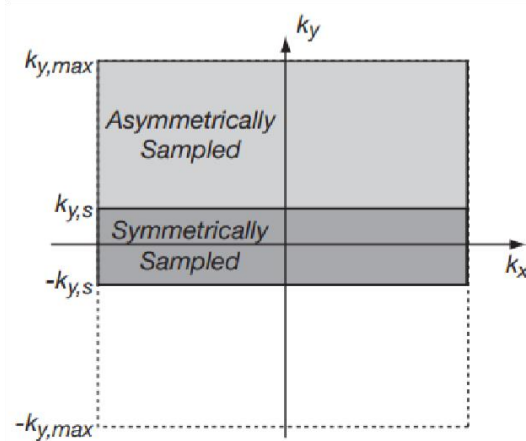 k_y
k_y,max
Asymmetrically
Sampled
k_y,s
Symmetrically
Sampled
-k_y,s
k_x
-k_y,max